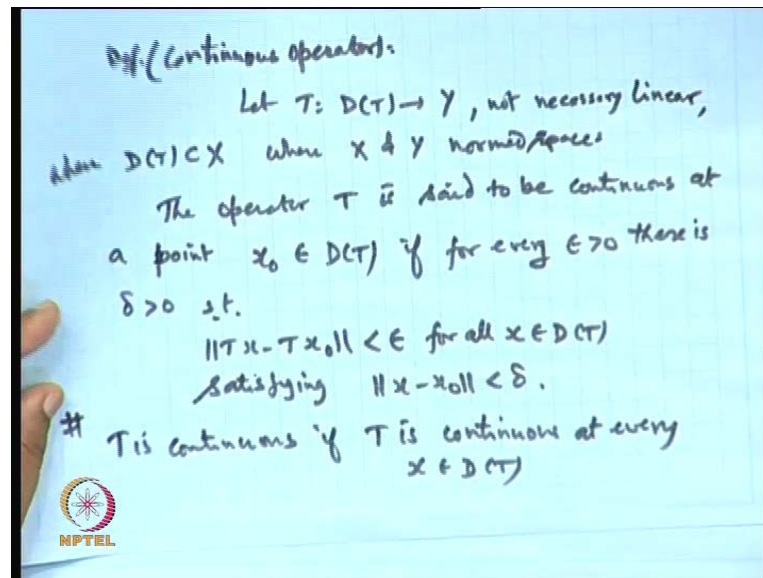 Def. (Continuous operator):
Let T: D(T) → Y, not necessary linear,
where D(T) ⊂ X where X & Y normed spaces
The operator T is said to be continuous at
a point x₀ ∈ D(T) if for every ϵ>0 there is
δ>0 s.t.
||Tx-Tx₀|| < ϵ for all x ∈ D(T)
satisfying ||x-x₀|| < δ.
# T is continuous if T is continuous at every
x ∈ D(T)
NPTEL